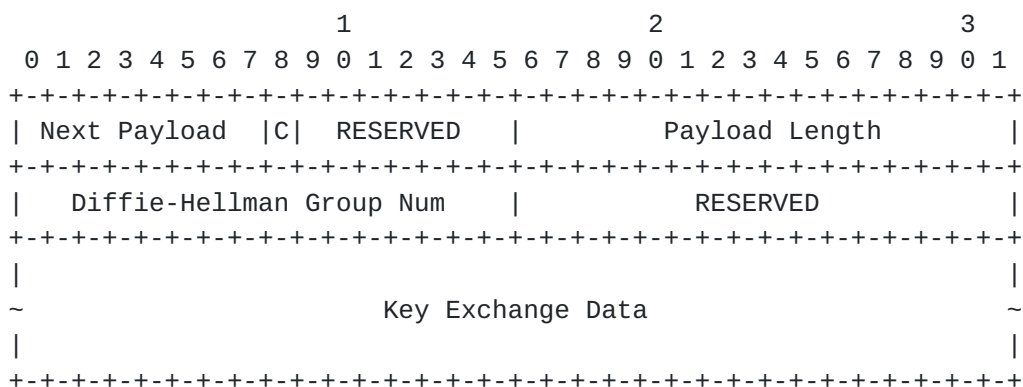 1                   2                   3
 0 1 2 3 4 5 6 7 8 9 0 1 2 3 4 5 6 7 8 9 0 1 2 3 4 5 6 7 8 9 0 1
+-+-+-+-+-+-+-+-+-+-+-+-+-+-+-+-+-+-+-+-+-+-+-+-+-+-+-+-+-+-+-+-+
| Next Payload  |C|  RESERVED   |         Payload Length        |
+-+-+-+-+-+-+-+-+-+-+-+-+-+-+-+-+-+-+-+-+-+-+-+-+-+-+-+-+-+-+-+-+
|   Diffie-Hellman Group Num    |           RESERVED            |
+-+-+-+-+-+-+-+-+-+-+-+-+-+-+-+-+-+-+-+-+-+-+-+-+-+-+-+-+-+-+-+-+
|                                                               |
~                       Key Exchange Data                       ~
|                                                               |
+-+-+-+-+-+-+-+-+-+-+-+-+-+-+-+-+-+-+-+-+-+-+-+-+-+-+-+-+-+-+-+-+